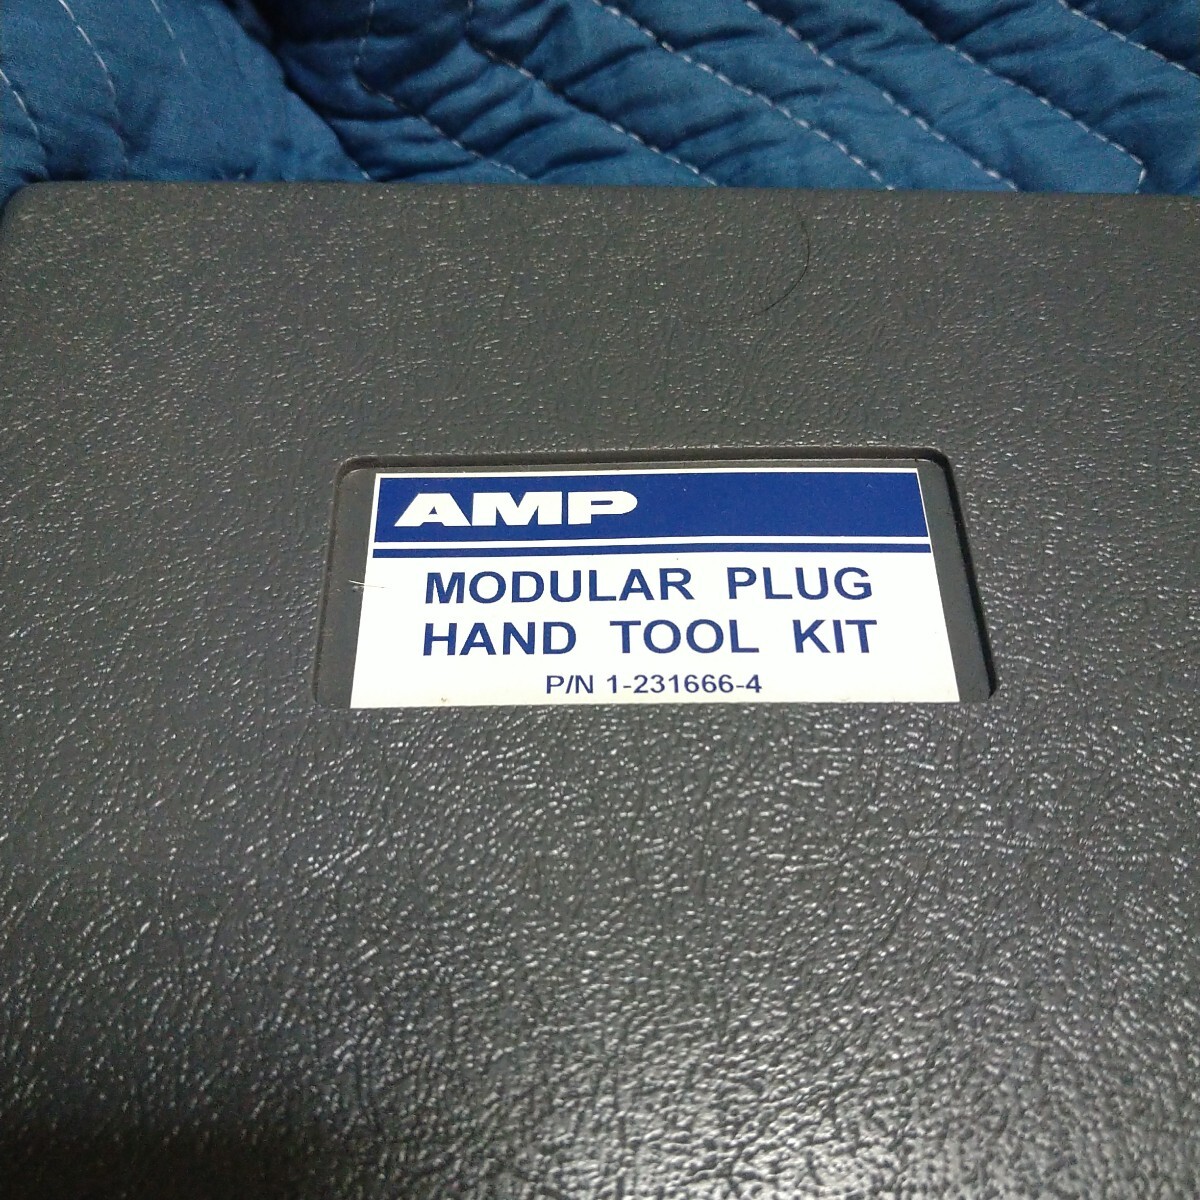 AMP
MODULAR PLUG
HAND TOOL KIT
P/N 1-231666-4